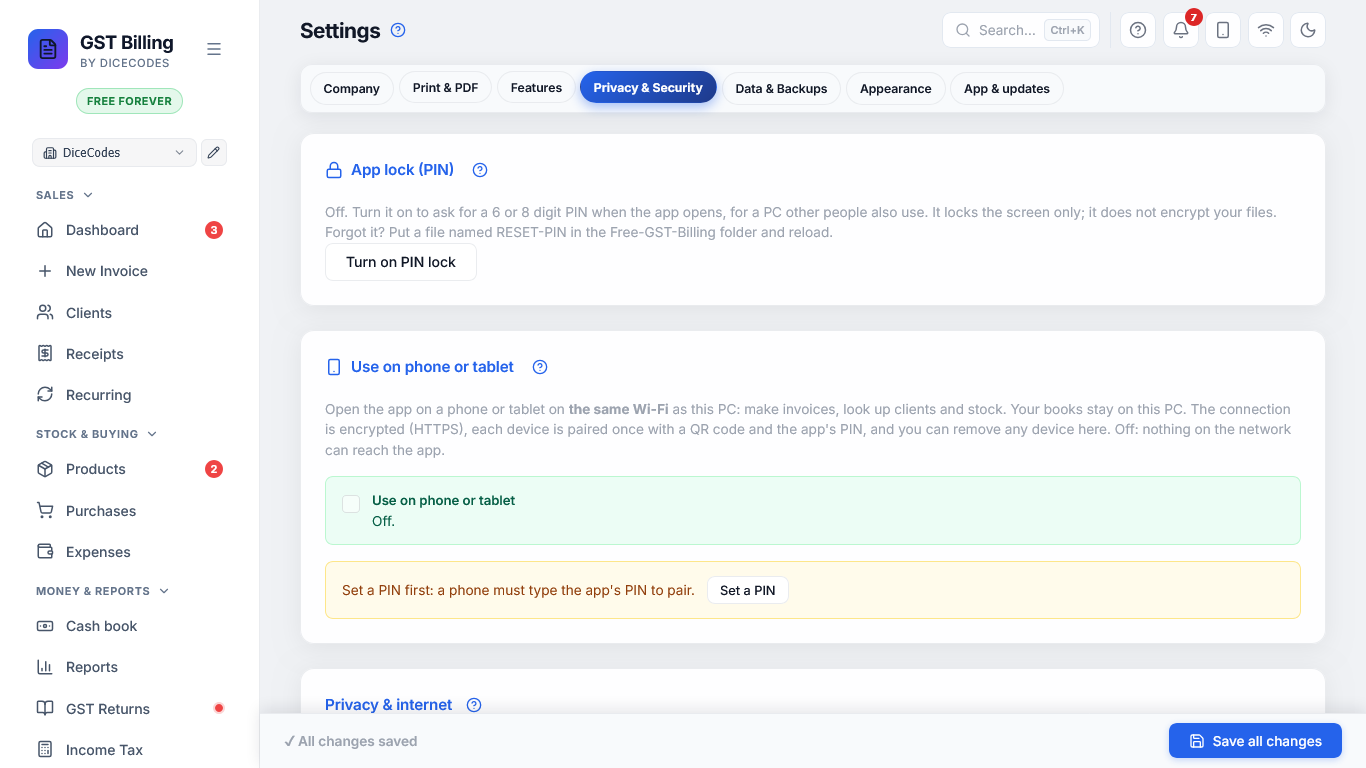 GST Billing
BY DICECODES
FREE FOREVER
DiceCodes
SALES
Dashboard 3
New Invoice
Clients
Receipts
Recurring
STOCK & BUYING
Products 2
Purchases
Expenses
MONEY & REPORTS
Cash book
Reports
GST Returns
Income Tax
Settings
Search... Ctrl+K
7
Company Print & PDF Features Privacy & Security Data & Backups Appearance App & updates
App lock (PIN)
Off. Turn it on to ask for a 6 or 8 digit PIN when the app opens, for a PC other people also use. It locks the screen only; it does not encrypt your files.
Forgot it? Put a file named RESET-PIN in the Free-GST-Billing folder and reload.
Turn on PIN lock
Use on phone or tablet
Open the app on a phone or tablet on the same Wi-Fi as this PC: make invoices, look up clients and stock. Your books stay on this PC. The connection
is encrypted (HTTPS), each device is paired once with a QR code and the app's PIN, and you can remove any device here. Off: nothing on the network
can reach the app.
Use on phone or tablet
Off.
Set a PIN first: a phone must type the app's PIN to pair. Set a PIN
Privacy & internet
✓ All changes saved
Save all changes